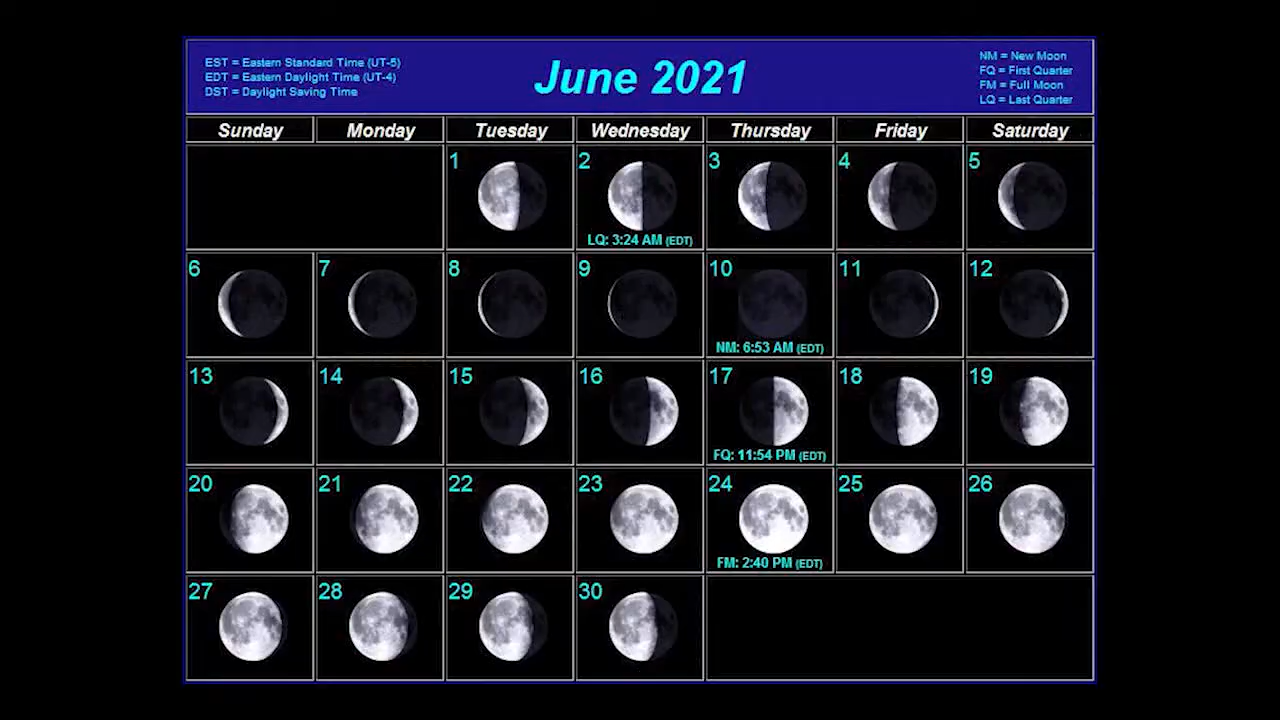 EST = Eastern Standard Time (UT-5)
EDT = Eastern Daylight Time (UT-4)
DST = Daylight Saving Time
June 2021
NM = New Moon
FQ = First Quarter
FM = Full Moon
LQ = Last Quarter
Sunday Monday Tuesday Wednesday Thursday Friday Saturday
1 2 3 4 5
LQ: 3:24 AM (EDT)
6 7 8 9 10 11 12
NM: 6:53 AM (EDT)
13 14 15 16 17 18 19
FQ: 11:54 PM (EDT)
20 21 22 23 24 25 26
FM: 2:40 PM (EDT)
27 28 29 30